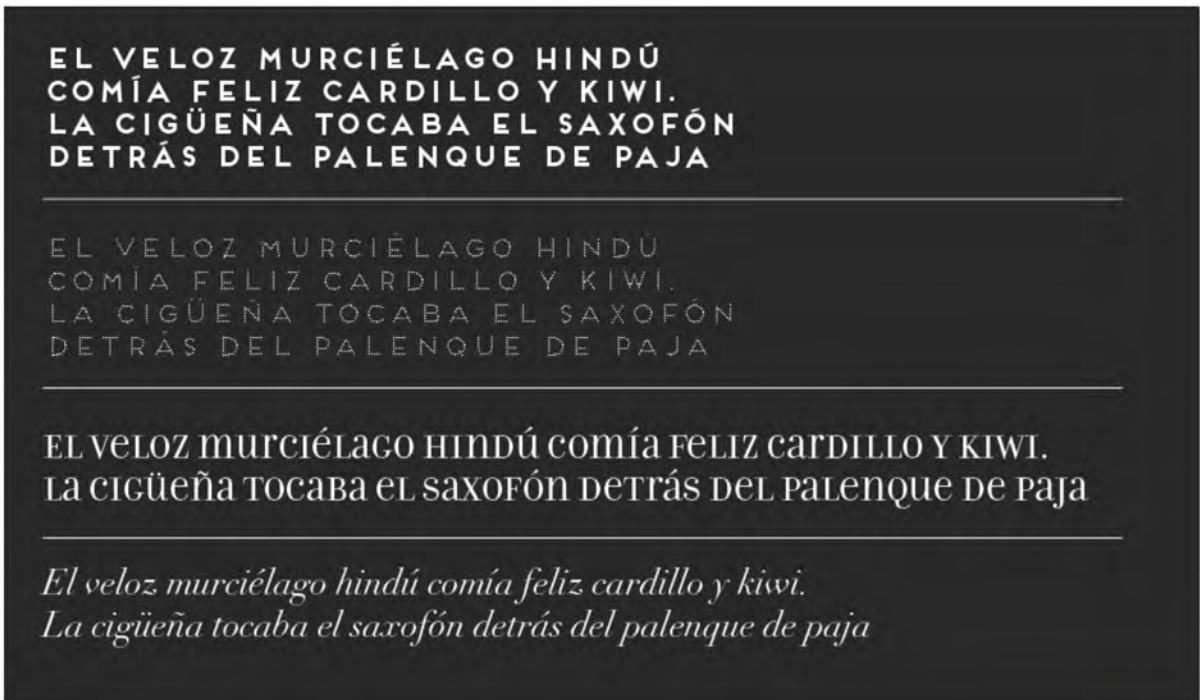 EL VELOZ MURCIÉLAGO HINDÚ
COMÍA FELIZ CARDILLO Y KIWI.
LA CIGÜEÑA TOCABA EL SAXOFÓN
DETRÁS DEL PALENQUE DE PAJA
EL VELOZ MURCIÉLAGO HINDÚ
COMÍA FELIZ CARDILLO Y KIWI.
LA CIGÜEÑA TOCABA EL SAXOFÓN
DETRÁS DEL PALENQUE DE PAJA
EL veloz murciélago Hindú comía Feliz cardillo y kiwi.
La cigüeña tocaba el saxofón detrás del palenque de paja
El veloz murciélago hindú comía feliz cardillo y kiwi.
La cigüeña tocaba el saxofón detrás del palenque de paja